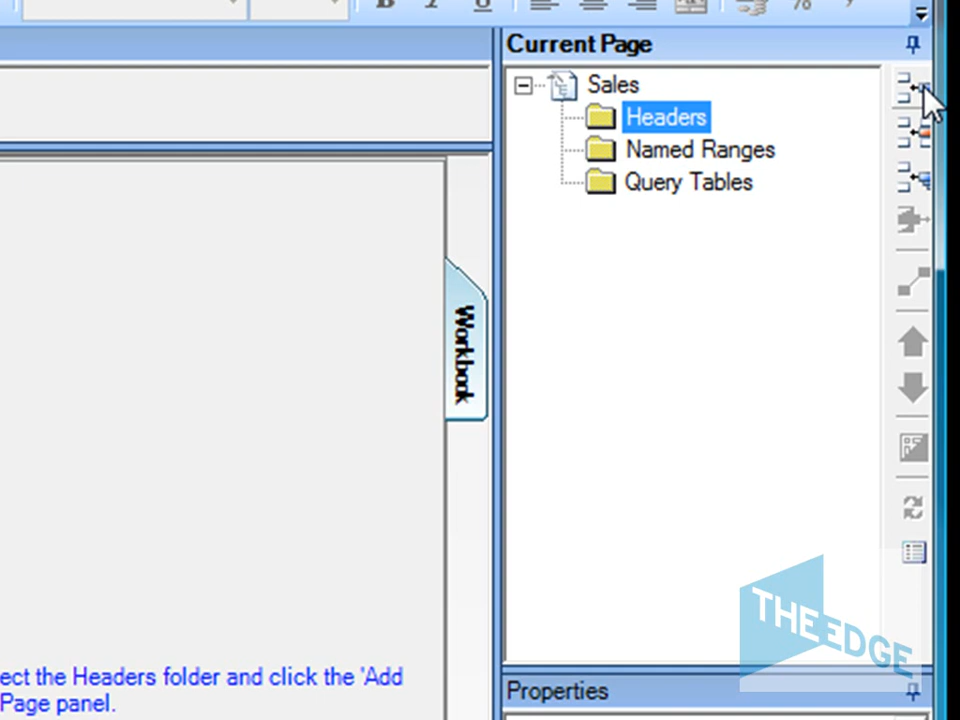 B I U
%
Current Page
Sales
Headers
Named Ranges
Query Tables
Workbook
ect the Headers folder and click the 'Add
Page panel.
THE EDGE
Properties